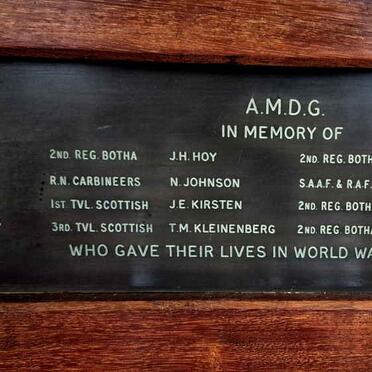 A.M.D.G.
IN MEMORY OF
2ND. REG. BOTHA J.H. HOY 2ND. REG. BOTH
R.N. CARBINEERS N. JOHNSON S.A.A.F. & R.A.F.
1ST TVL. SCOTTISH J.E. KIRSTEN 2ND. REG. BOTH
3RD. TVL. SCOTTISH T.M. KLEINENBERG 2ND. REG. BOTHA
WHO GAVE THEIR LIVES IN WORLD WA